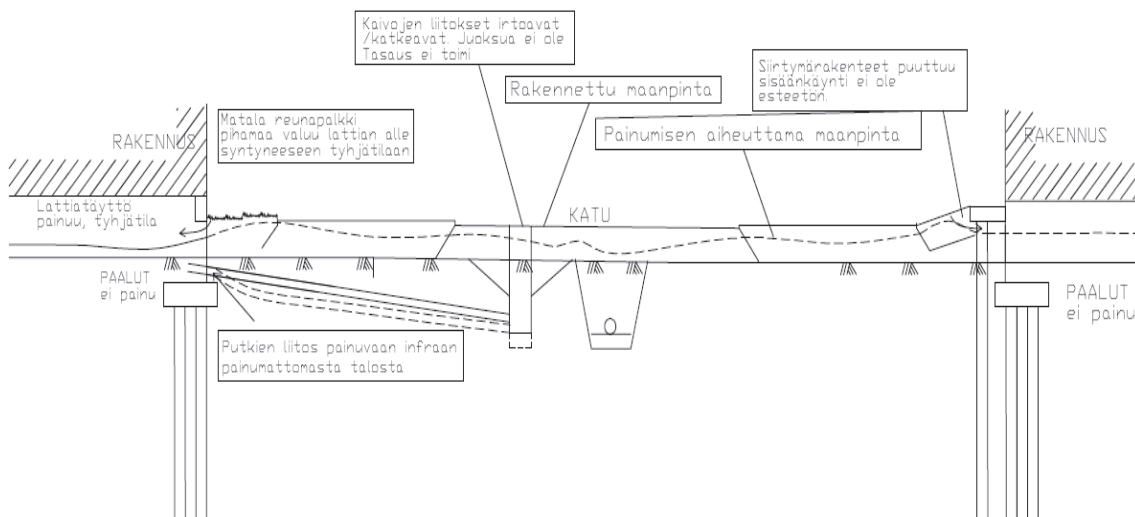 Kaivojen liitokset irtoavat
/katkeavat. Juoksua ei ole
Tasaus ei toimi
Rakennettu maanpinta
Siirtymärakenteet puuttuu
sisäänkäynti ei ole
esteetön.
Matala reunapalkki
pihamaa valuu lattian alle
syntyneeseen tyhjätilaan
Painumisen aiheuttama maanpinta
RAKENNUS
RAKENNUS
Lattiatäyttö
painuu, tyhjätila
KATU
PAALUT
ei painu
PAALUT
ei painu
Putkien liitos painuvaan infraan
painumattomasta talosta